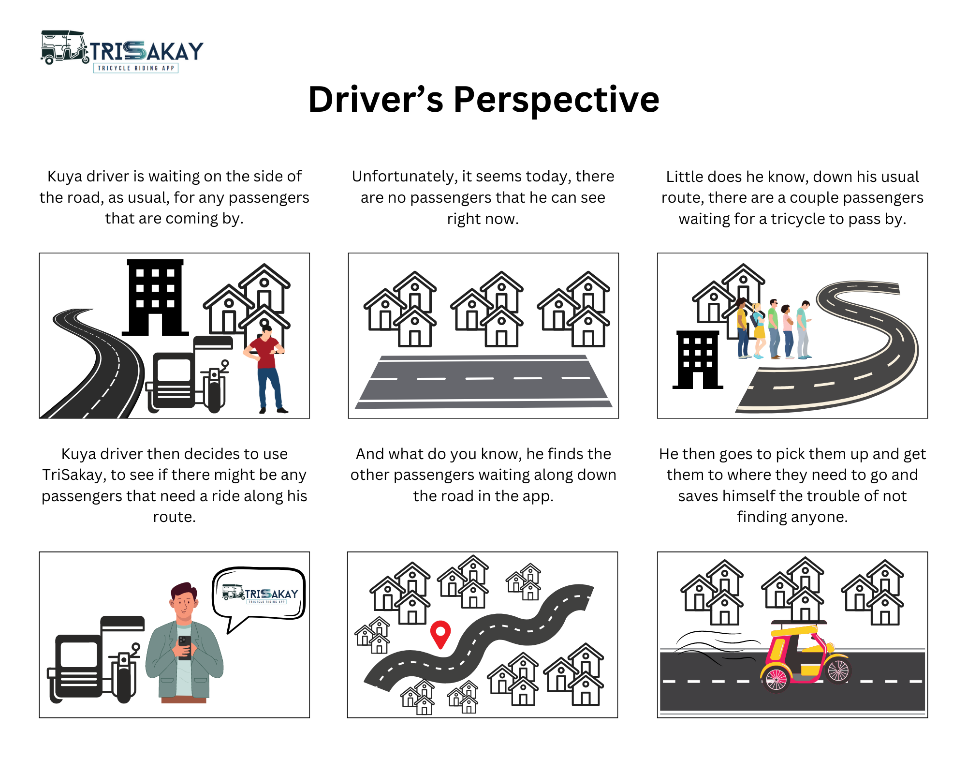 TRISAKAY
TRICYCLE RIDING APP
Driver's Perspective
Kuya driver is waiting on the side of
the road, as usual, for any passengers
that are coming by.
Unfortunately, it seems today, there
are no passengers that he can see
right now.
Little does he know, down his usual
route, there are a couple passengers
waiting for a tricycle to pass by.
Kuya driver then decides to use
TriSakay, to see if there might be any
passengers that need a ride along his
route.
And what do you know, he finds the
other passengers waiting along down
the road in the app.
He then goes to pick them up and get
them to where they need to go and
saves himself the trouble of not
finding anyone.
TRISAKAY
TRICYCLE RIDING APP